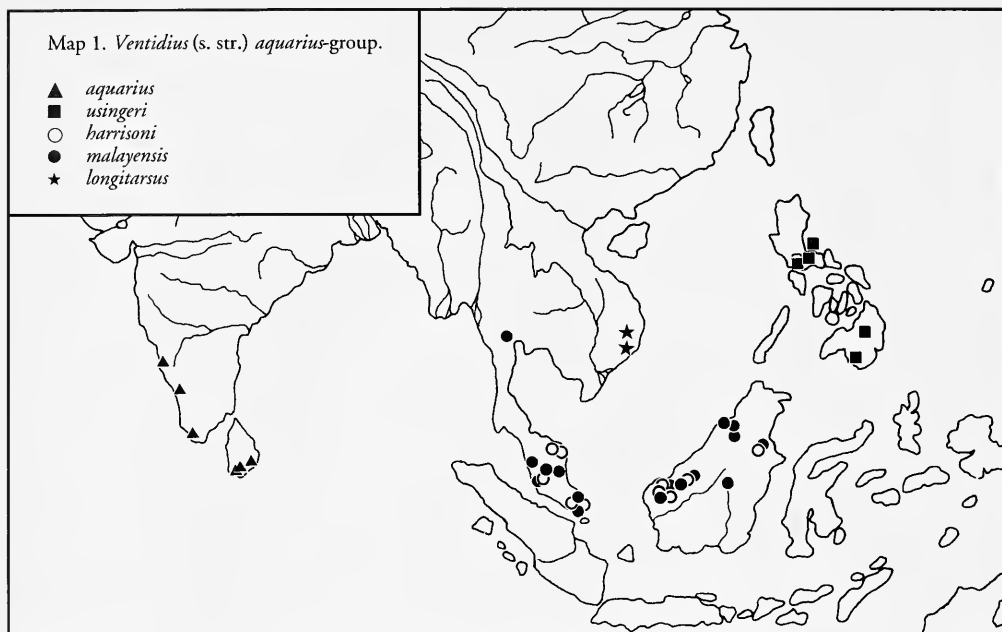 Map 1. Ventidius (s. str.) aquarius-group.
aquarius
usingeri
harrisoni
malayensis
longitarsus